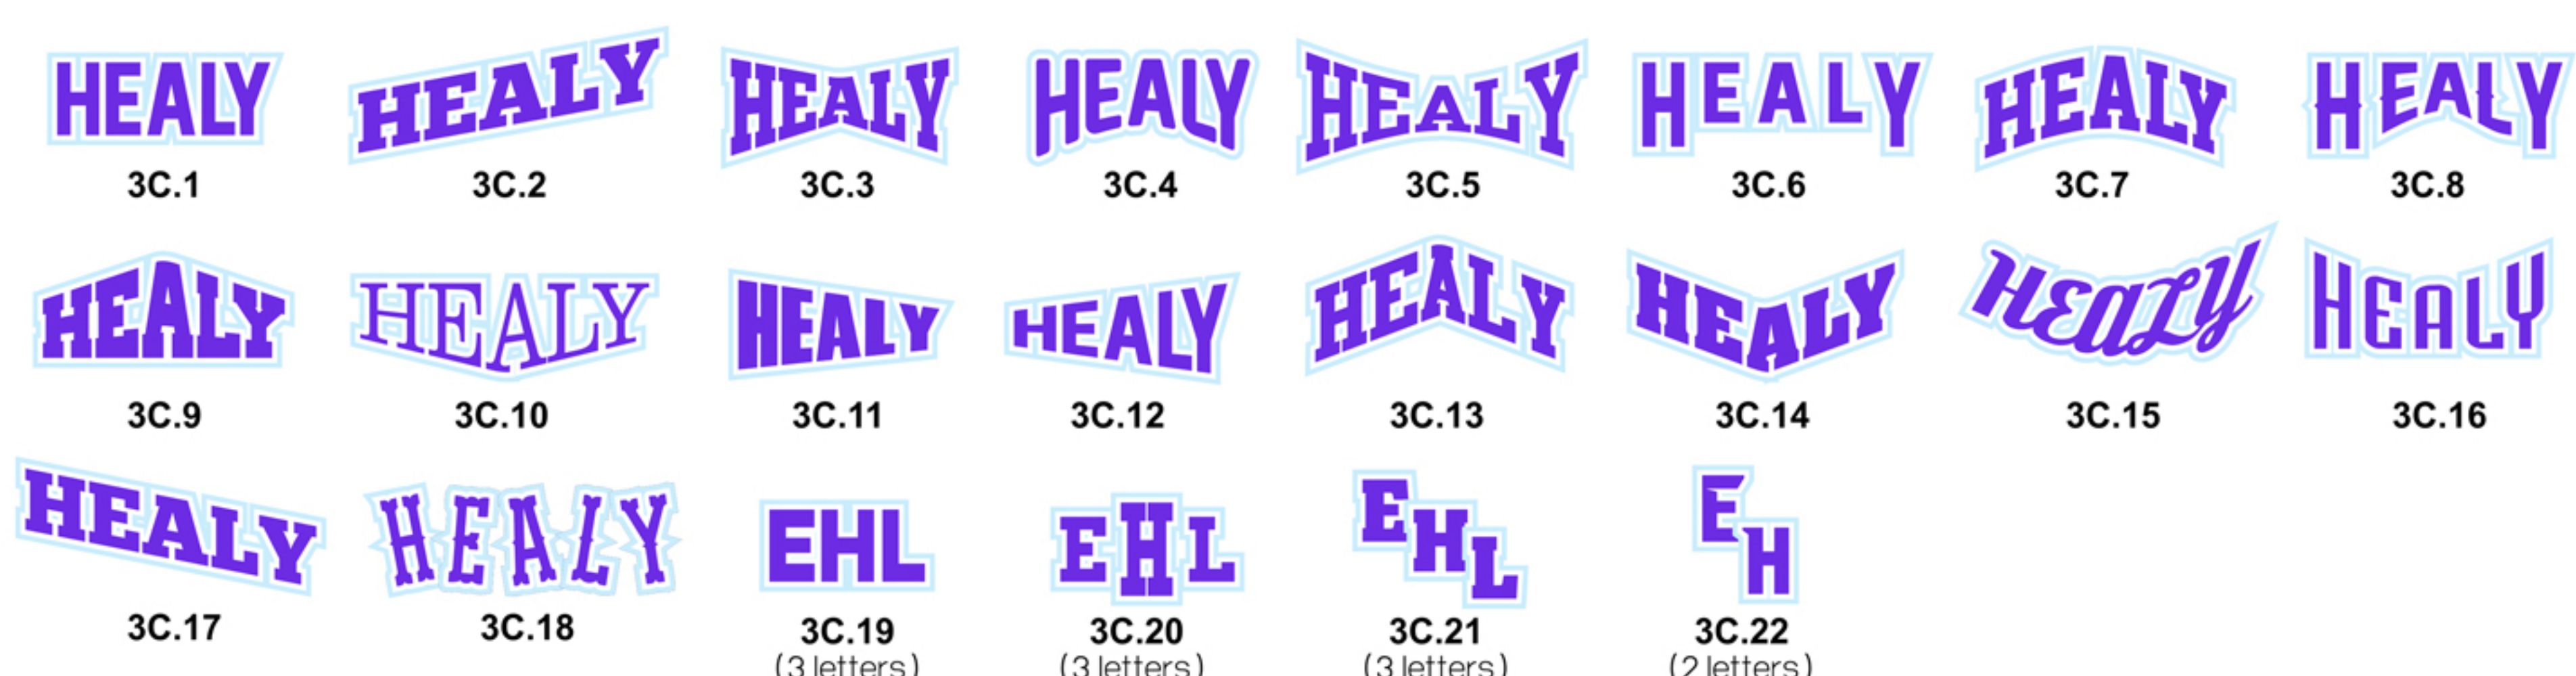 HEALY HEALY HEALY HEALY HEALY HEALY HEALY HEALY
3C.1 3C.2 3C.3 3C.4 3C.5 3C.6 3C.7 3C.8
HEALY HEALY HEALY HEALY HEALY HEALY HEALY HEALY
3C.9 3C.10 3C.11 3C.12 3C.13 3C.14 3C.15 3C.16
HEALY HEALY EHL EHL EHL EH
3C.17 3C.18 3C.19 3C.20 3C.21 3C.22
(3 letters) (3 letters) (3 letters) (2 letters)